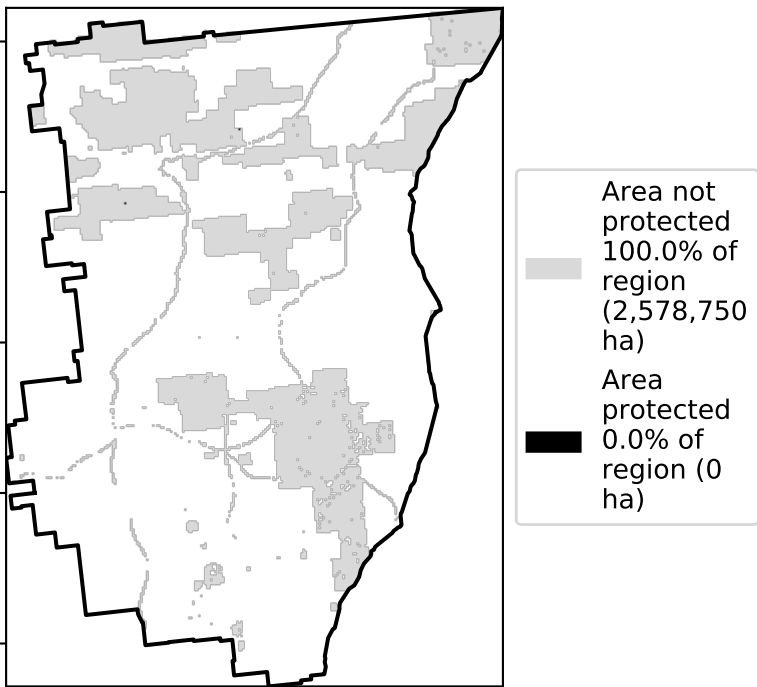 Area not
protected
100.0% of
region
(2,578,750
ha)
Area
protected
0.0% of
region (0
ha)